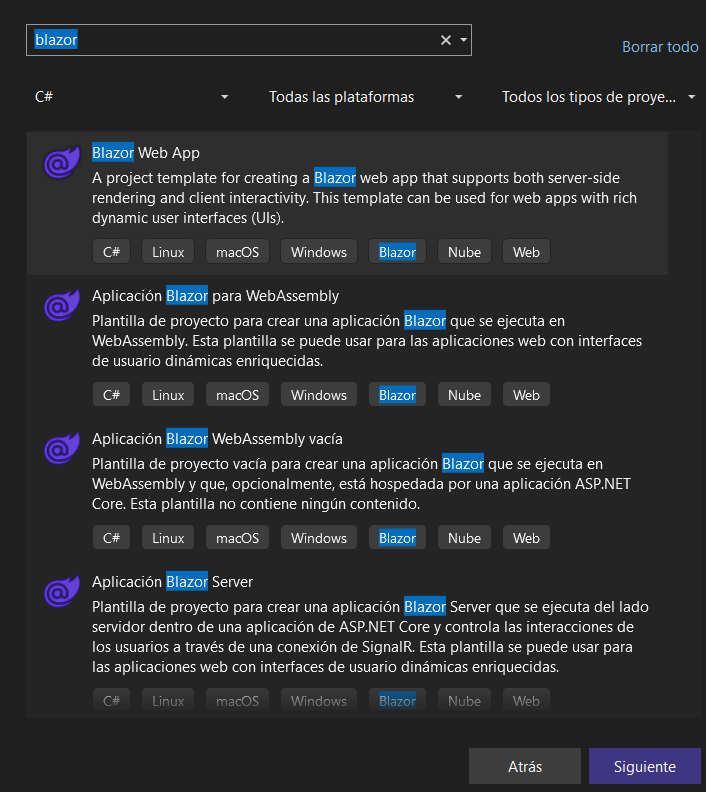 blazor
Borrar todo
C#
Todas las plataformas
Todos los tipos de proye...
Blazor Web App
A project template for creating a Blazor web app that supports both server-side
rendering and client interactivity. This template can be used for web apps with rich
dynamic user interfaces (UIs).
C# Linux macOS Windows Blazor Nube Web
Aplicación Blazor para WebAssembly
Plantilla de proyecto para crear una aplicación Blazor que se ejecuta en
WebAssembly. Esta plantilla se puede usar para las aplicaciones web con interfaces
de usuario dinámicas enriquecidas.
C# Linux macOS Windows Blazor Nube Web
Aplicación Blazor WebAssembly vacía
Plantilla de proyecto vacía para crear una aplicación Blazor que se ejecuta en
WebAssembly y que, opcionalmente, está hospedada por una aplicación ASP.NET
Core. Esta plantilla no contiene ningún contenido.
C# Linux macOS Windows Blazor Nube Web
Aplicación Blazor Server
Plantilla de proyecto para crear una aplicación Blazor Server que se ejecuta del lado
servidor dentro de una aplicación de ASP.NET Core y controla las interacciones de
los usuarios a través de una conexión de SignalR. Esta plantilla se puede usar para
las aplicaciones web con interfaces de usuario dinámicas enriquecidas.
C# Linux macOS Windows Blazor Nube Web
Atrás
Siguiente